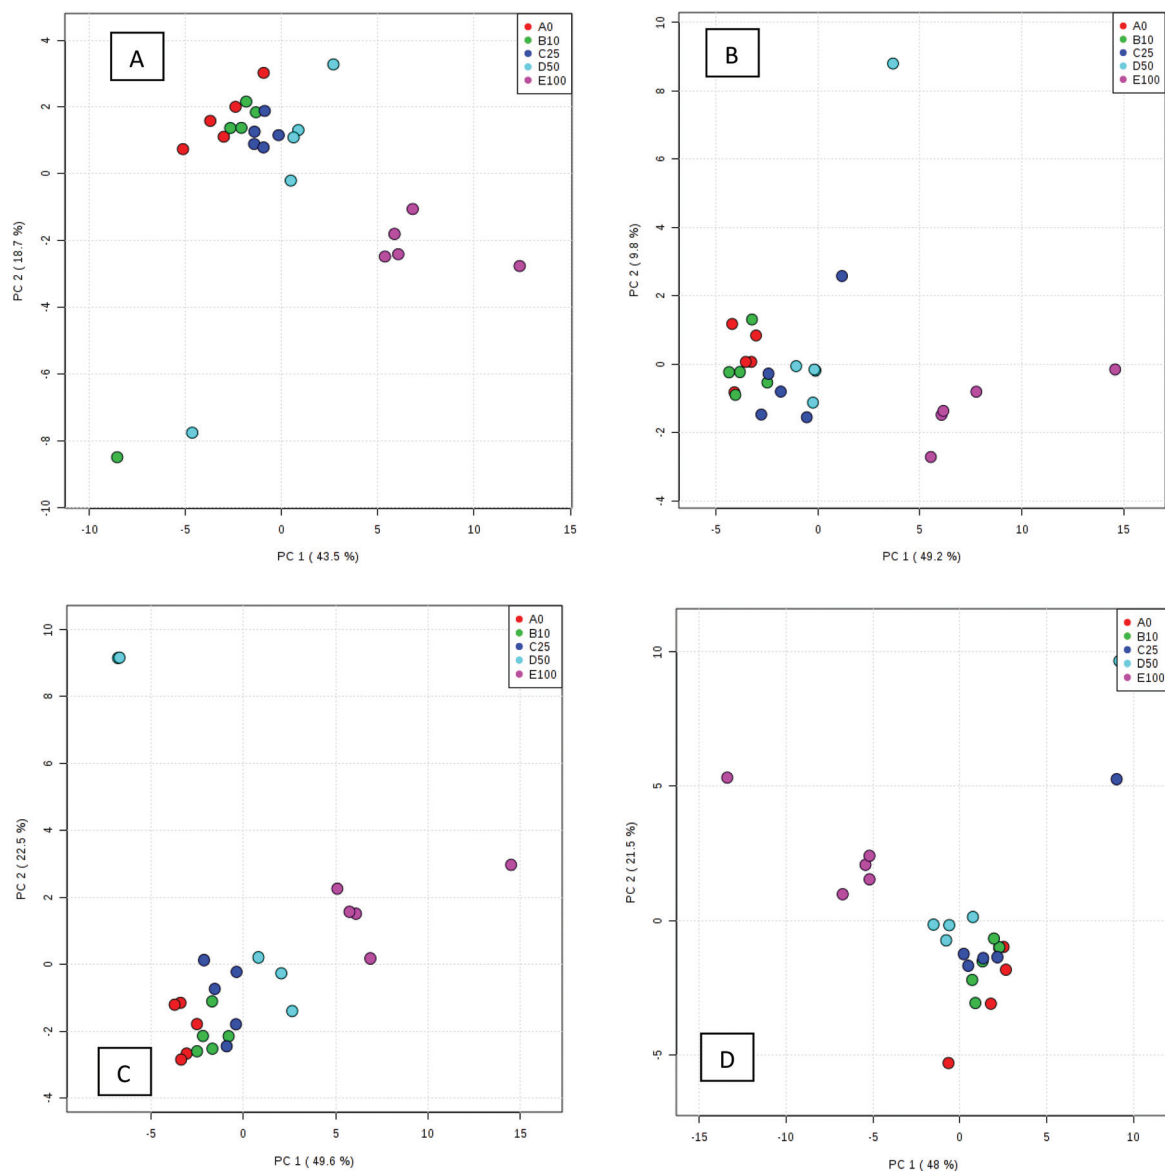 A
A0
B10
C25
D50
E100
4
2
0
-2
-4
-6
-8
-10
PC 2 ( 18.7 %)
-10 -5 0 5 10 15
PC 1 ( 43.5 %)
B
A0
B10
C25
D50
E100
10
8
6
4
2
0
-2
-4
PC 2 ( 9.8 %)
-5 0 5 10 15
PC 1 ( 49.2 %)
A0
B10
C25
D50
E100
10
8
6
4
2
0
-2
-4
PC 2 ( 22.5 %)
C
-5 0 5 10 15
PC 1 ( 49.6 %)
A0
B10
C25
D50
E100
10
5
0
-5
PC 2 ( 21.5 %)
D
-15 -10 -5 0 5 10
PC 1 ( 48 %)